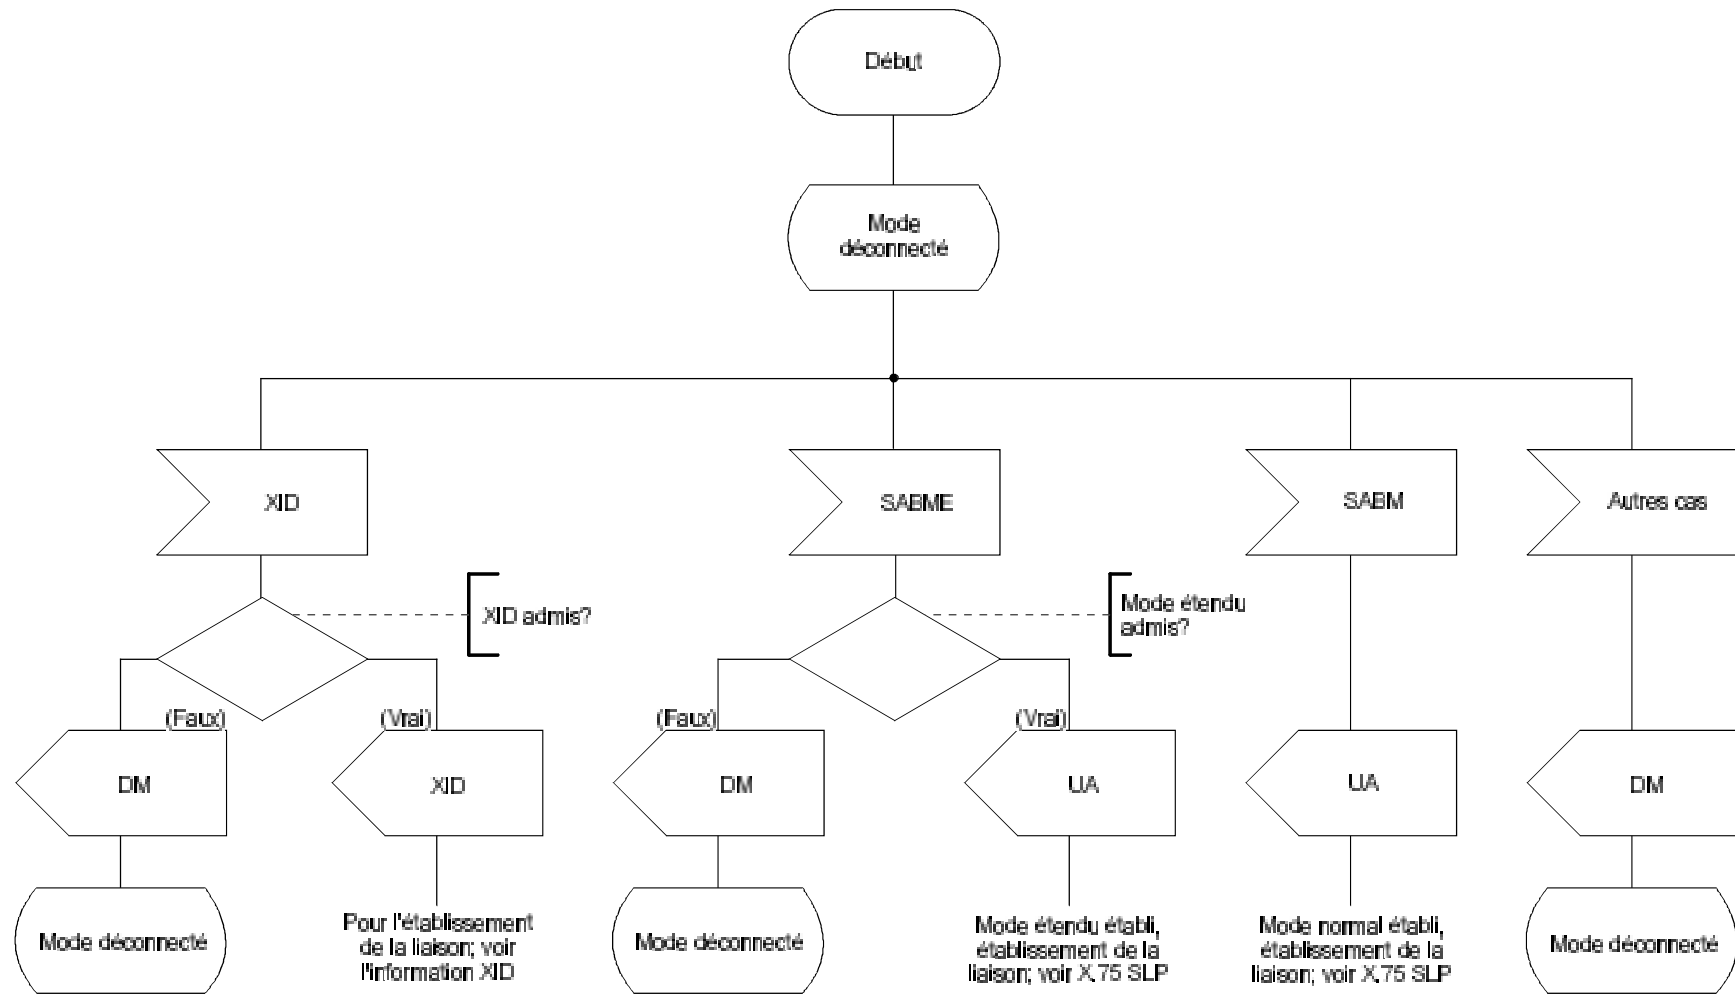 Début
Mode
déconnecté
XID
SABME
SABM
Autres cas
XID admis?
Mode étendu
admis?
(Faux)
(Vrai)
(Faux)
(Vrai)
DM
XID
DM
UA
UA
DM
Mode déconnecté
Pour l'établissement
de la liaison; voir
l'information XID
Mode déconnecté
Mode étendu établi,
établissement de la
liaison; voir X.75 SLP
Mode normal établi,
établissement de la
liaison; voir X.75 SLP
Mode déconnecté